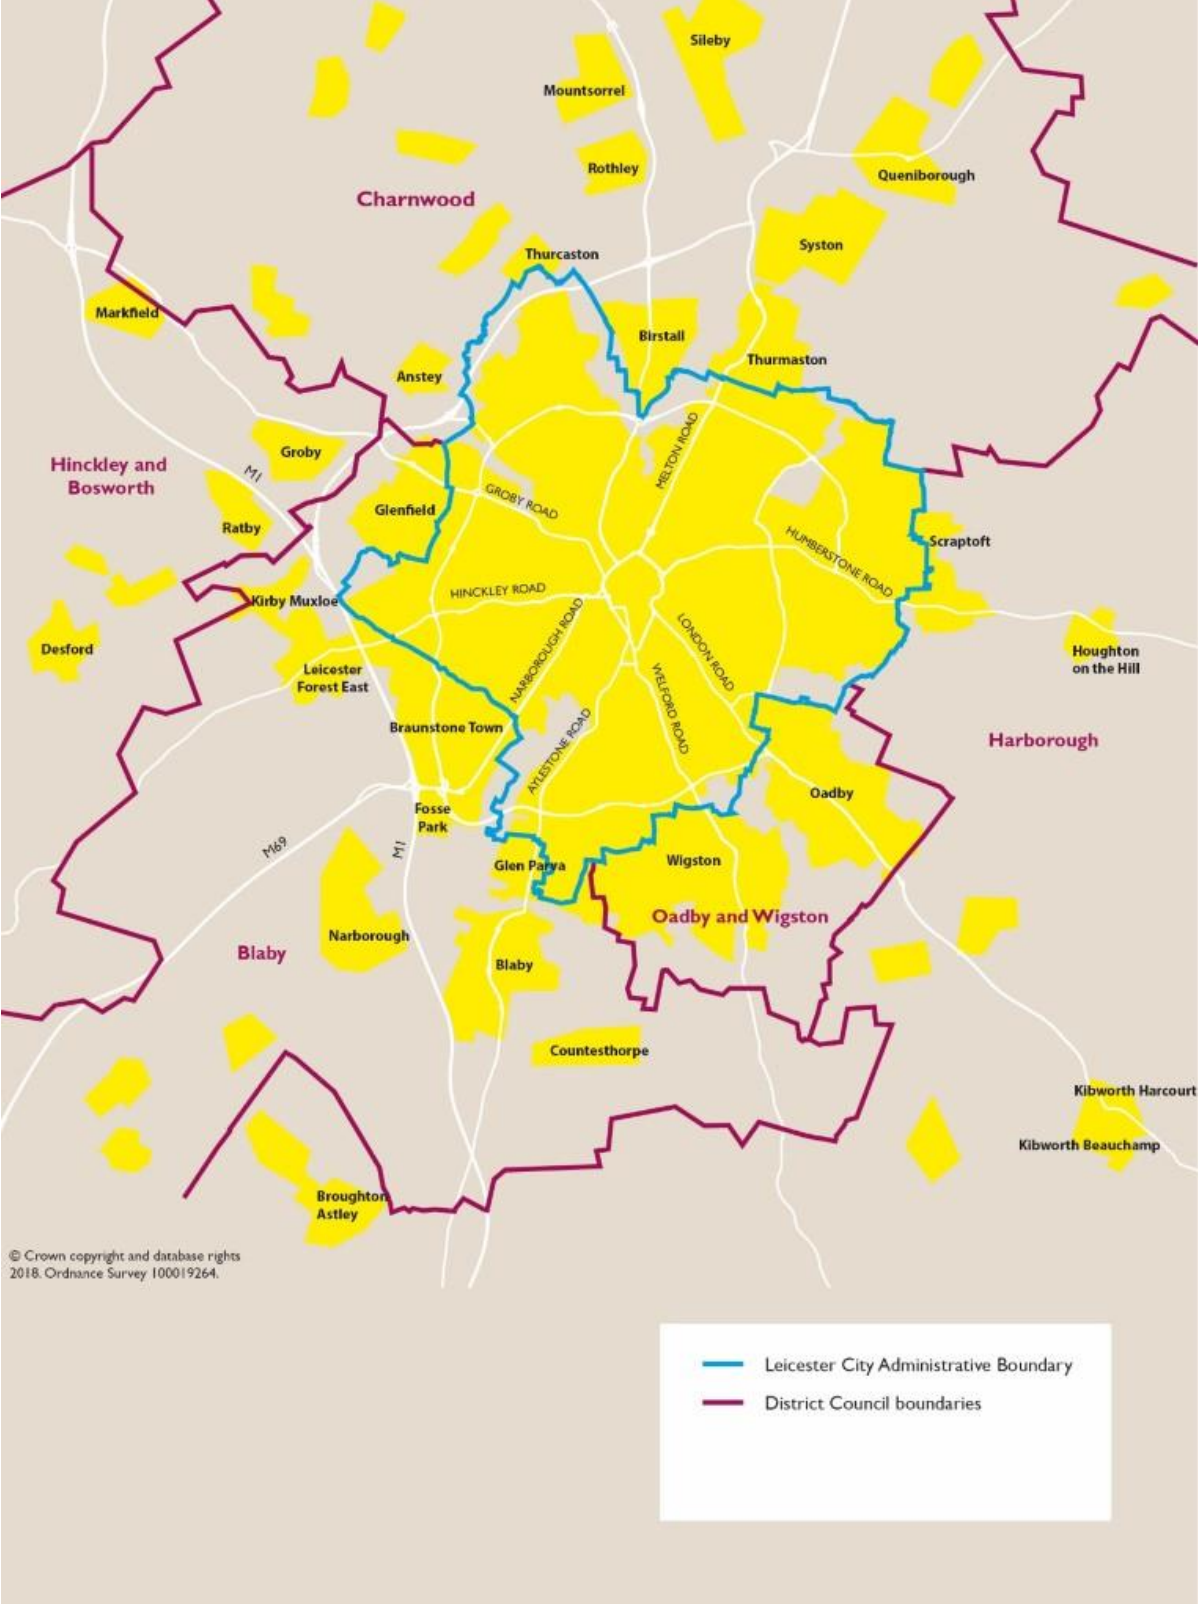 Sileby
Mountsorrel
Rothley
Queniborough
Charnwood
Syston
Thurcaston
Markfield
Birstall
Thurmaston
Anstey
MELTON ROAD
Groby
Hinckley and
Bosworth
M1
GROBY ROAD
Glenfield
Ratby
Scraptoft
HUMBERSTONE ROAD
HINCKLEY ROAD
Kirby Muxloe
NARBOROUGH ROAD
LONDON ROAD
Desford
Houghton
on the Hill
Leicester
Forest East
WELFORD ROAD
Braunstone Town
AYLESTONE ROAD
Harborough
Oadby
Fosse
Park
M69
M1
Glen Parva
Wigston
Oadby and Wigston
Narborough
Blaby
Blaby
Countesthorpe
Kibworth Harcourt
Kibworth Beauchamp
Broughton
Astley
© Crown copyright and database rights
2018. Ordnance Survey 100019264.
Leicester City Administrative Boundary
District Council boundaries